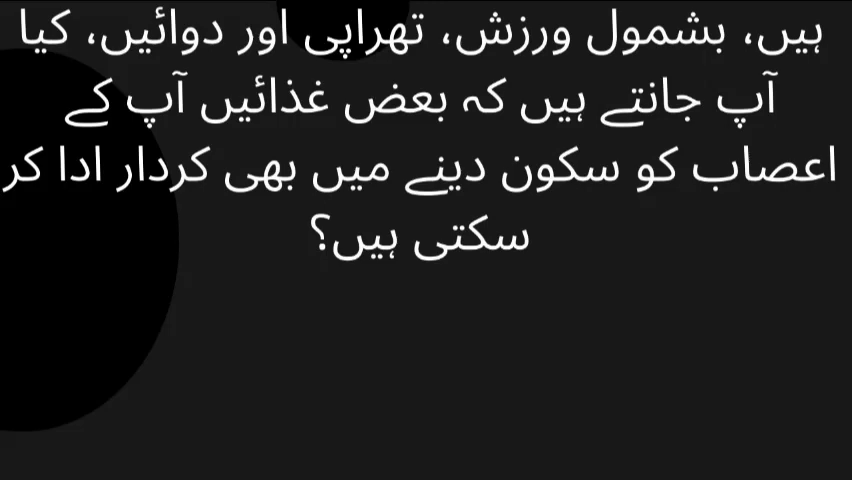 ہیں، بشمول ورزش، تھراپی اور دوائیں، کیا
آپ جانتے ہیں کہ بعض غذائیں آپ کے
اعصاب کو سکون دینے میں بھی کردار ادا کر
سکتی ہیں؟